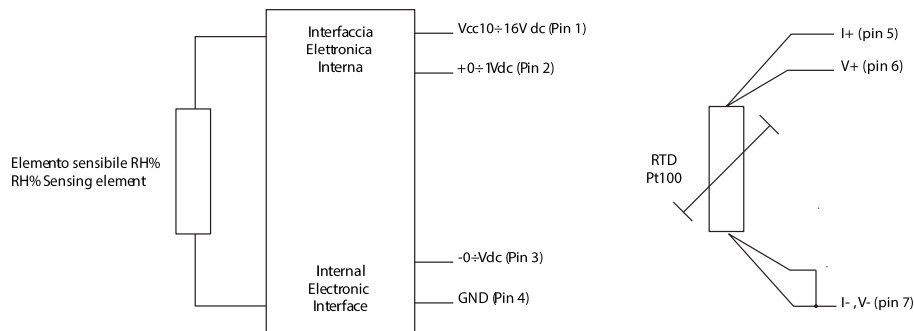 Interfaccia
Elettronica
Interna
Vcc10÷16V dc (Pin 1)
+0÷1Vdc (Pin 2)
Elemento sensibile RH%
RH% Sensing element
Internal
Electronic
Interface
-0÷Vdc (Pin 3)
GND (Pin 4)
I+ (pin 5)
V+ (pin 6)
RTD
Pt100
I- ,V- (pin 7)